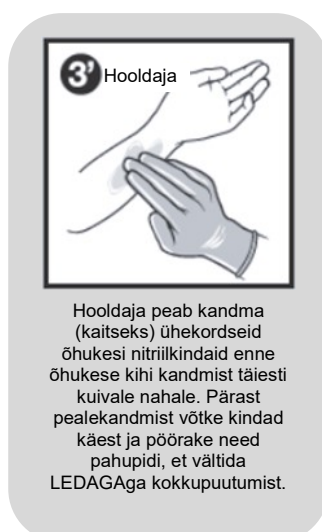 3’ Hooldaja
Hooldaja peab kandma
(kaitseks) ühekordseid
õhukesi nitriilkindaid enne
õhukese kihi kandmist täiesti
kuivale nahale. Pärast
pealekandmist võtke kindad
käest ja pöörake need
pahupidi, et vältida
LEDAGAga kokkupuutumist.